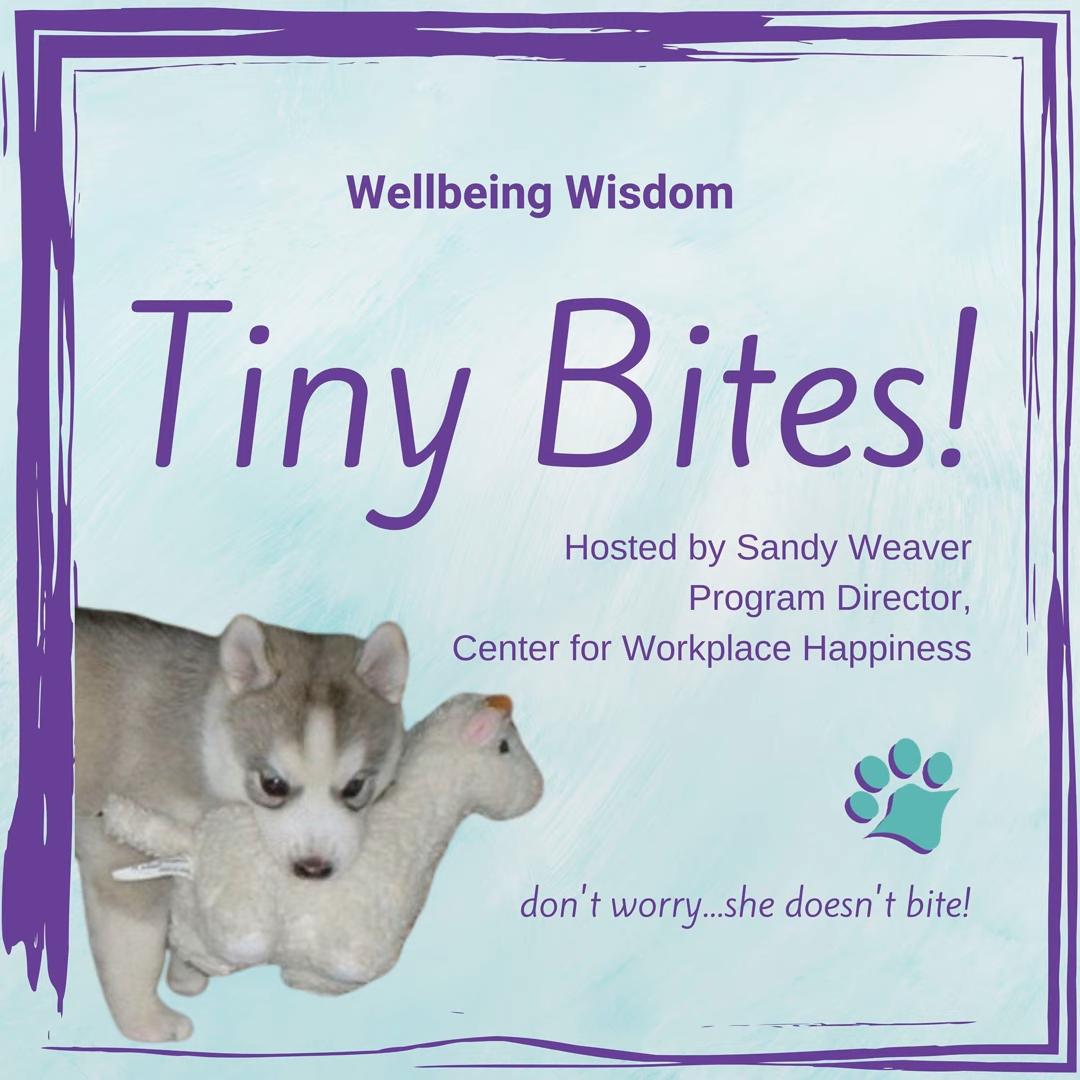 Wellbeing Wisdom
Tiny Bites!
Hosted by Sandy Weaver
Program Director,
Center for Workplace Happiness
don't worry...she doesn't bite!